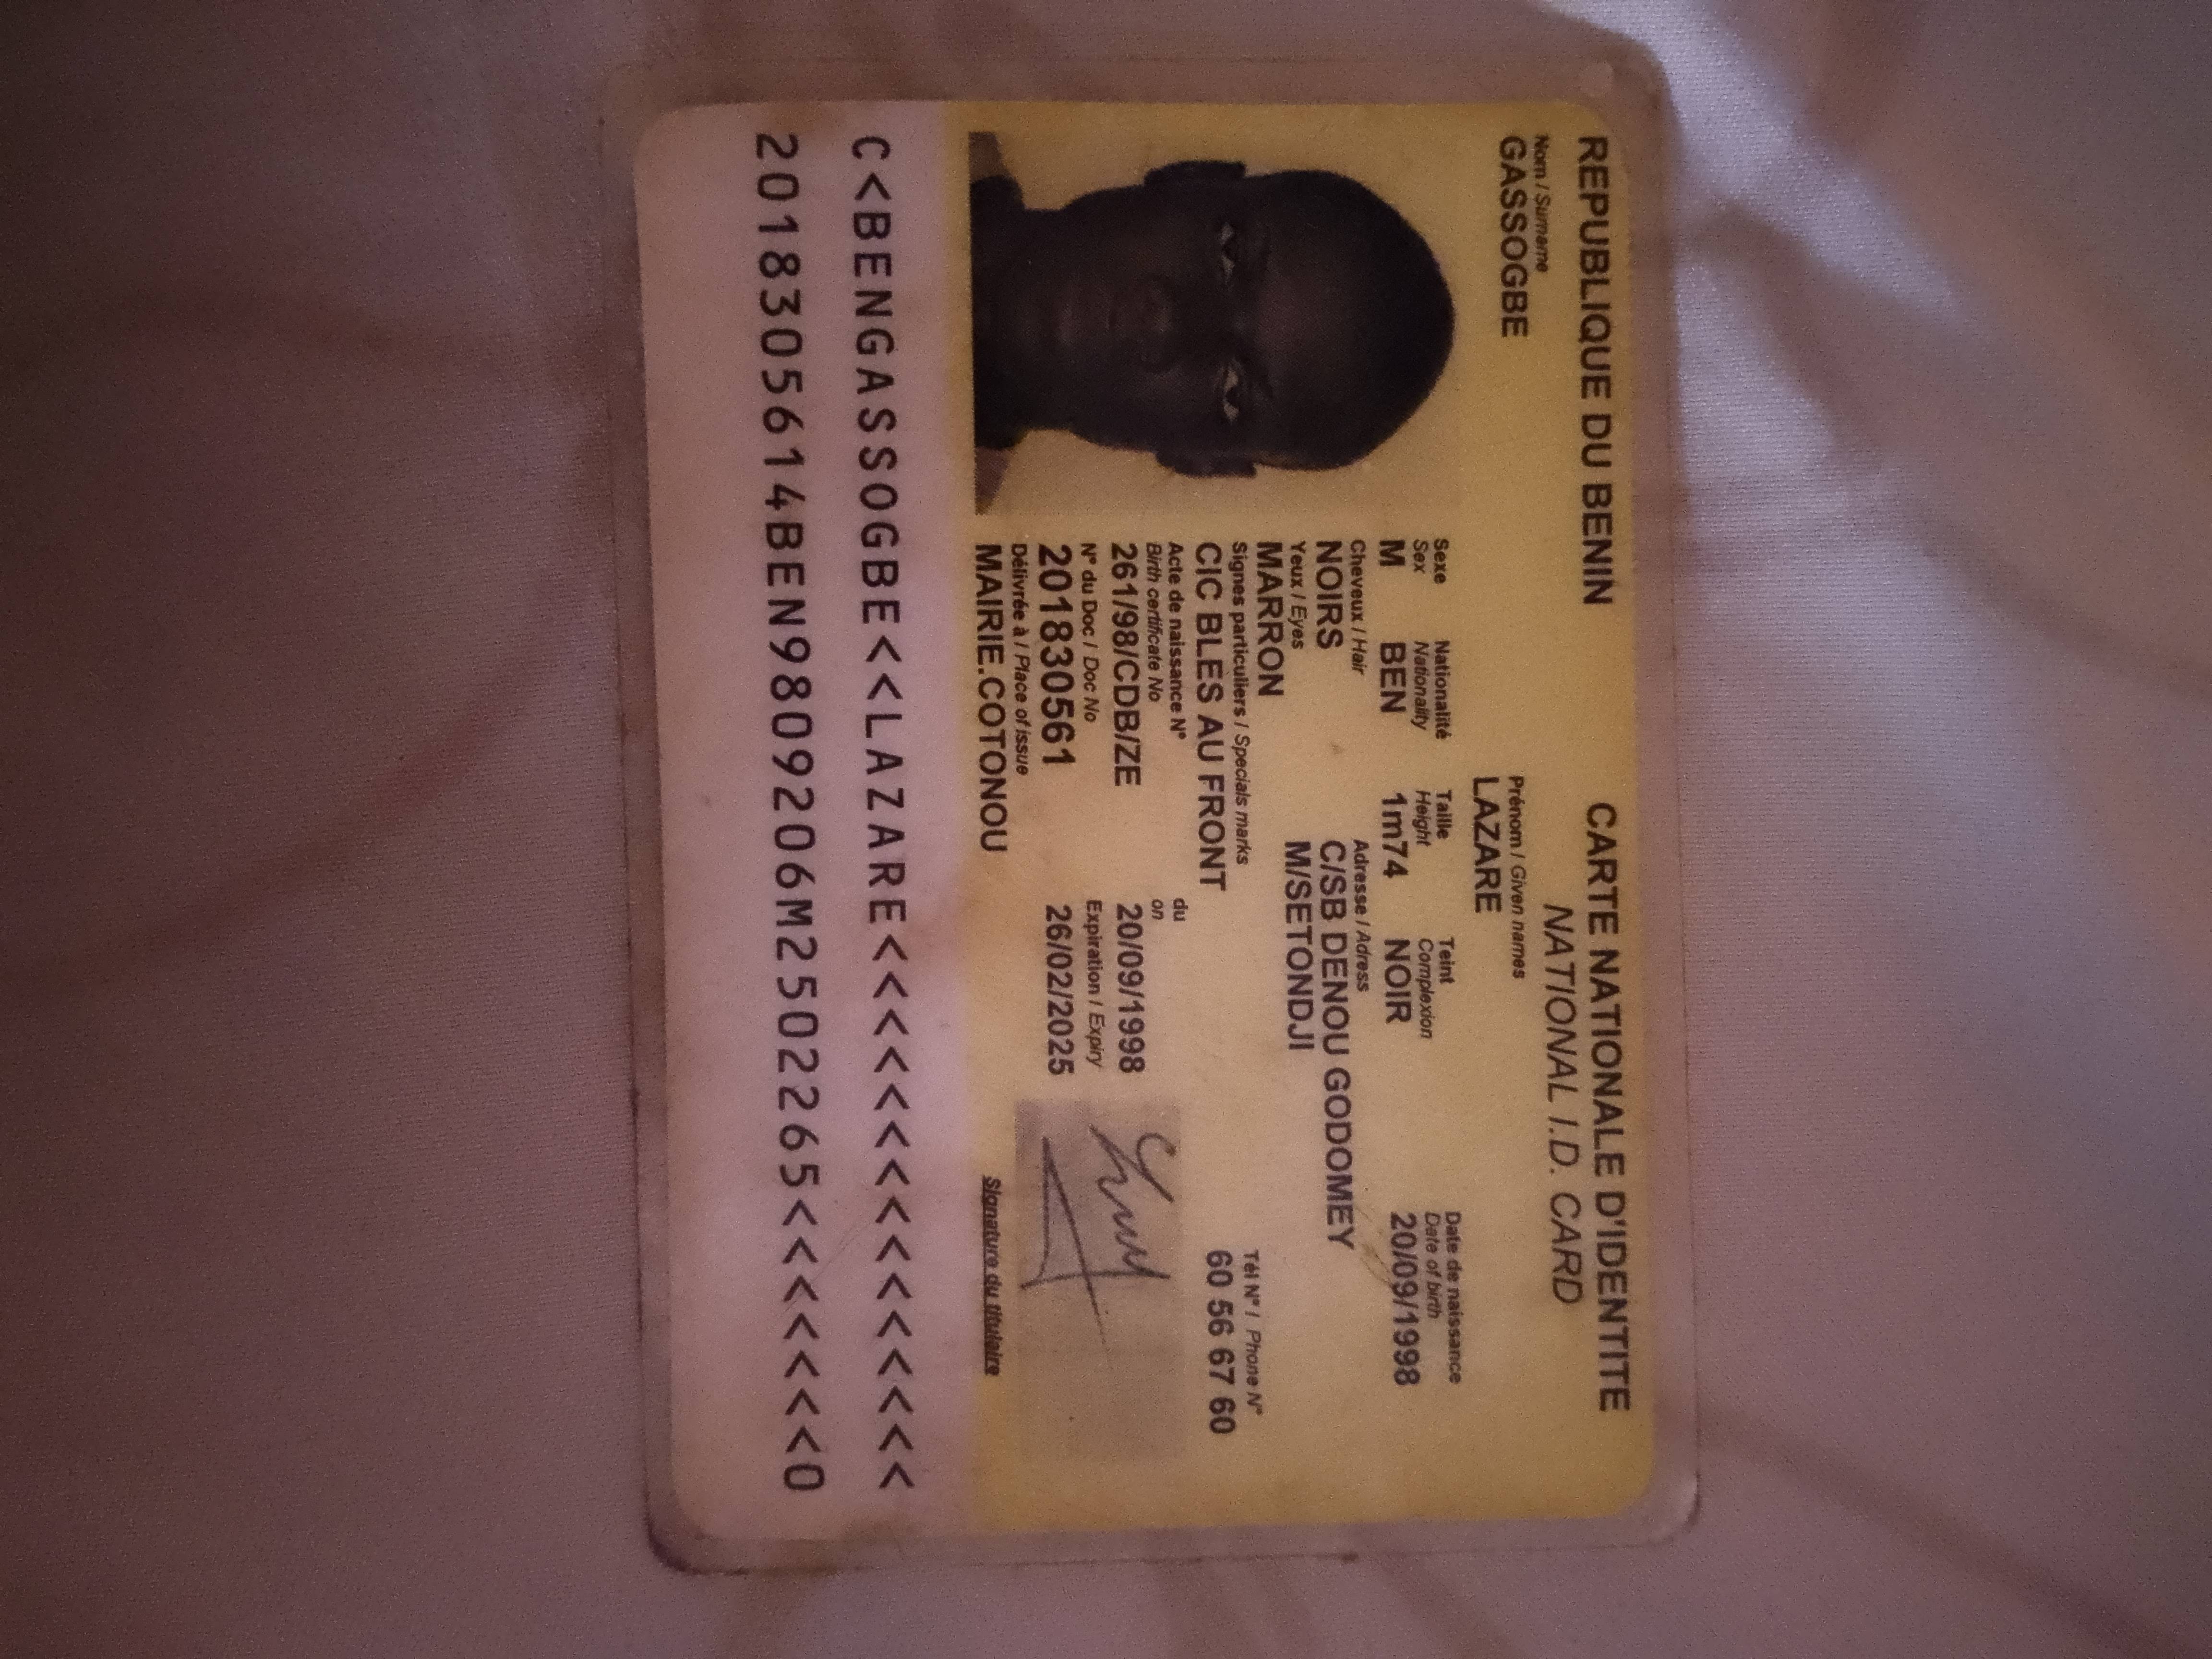 REPUBLIQUE DU BENIN
CARTE NATIONALE D'IDENTITE
NATIONAL I.D. CARD
Nom / Surname
GASSOGBE
Prénom / Given names
LAZARE
Sexe Nationalité Taille Teint Date de naissance
Sex Nationality Height Complexion Date of birth
M BEN 1m74 NOIR 20/09/1998
Cheveux / Hair Adresse / Adress
NOIRS C/SB DENOU GODOMEY
Yeux / Eyes M/SETONDJI
MARRON
Signes particuliers / Specials marks Tél N° / Phone N°
CIC BLES AU FRONT 60 56 67 60
Acte de naissance N° du
Birth certificate No on
261/98/CDB/ZE 20/09/1998
N° du Doc / Doc No Expiration / Expiry
201830561 26/02/2025
Délivrée à / Place of issue
MAIRIE.COTONOU
Signature du titulaire
C<BENGASSOGBE<<LAZARE<<<<<<<<<<
2018305614BEN9809206M2502265<<<<<<0